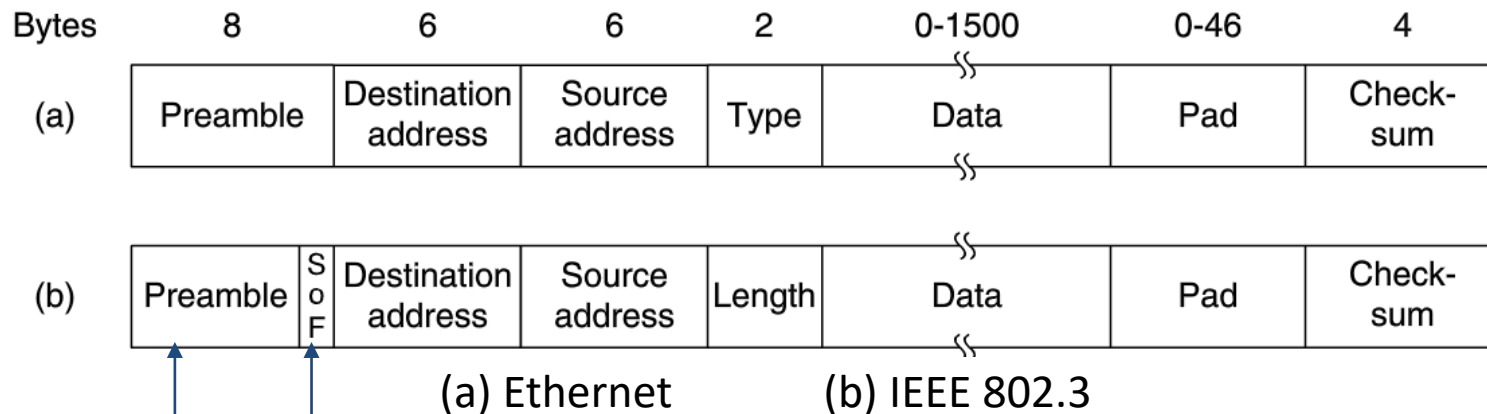 Bytes 8 6 6 2 0-1500 0-46 4
(a) Preamble Destination address Source address Type Data Pad Check-sum
(b) Preamble SoF Destination address Source address Length Data Pad Check-sum
(a) Ethernet (b) IEEE 802.3